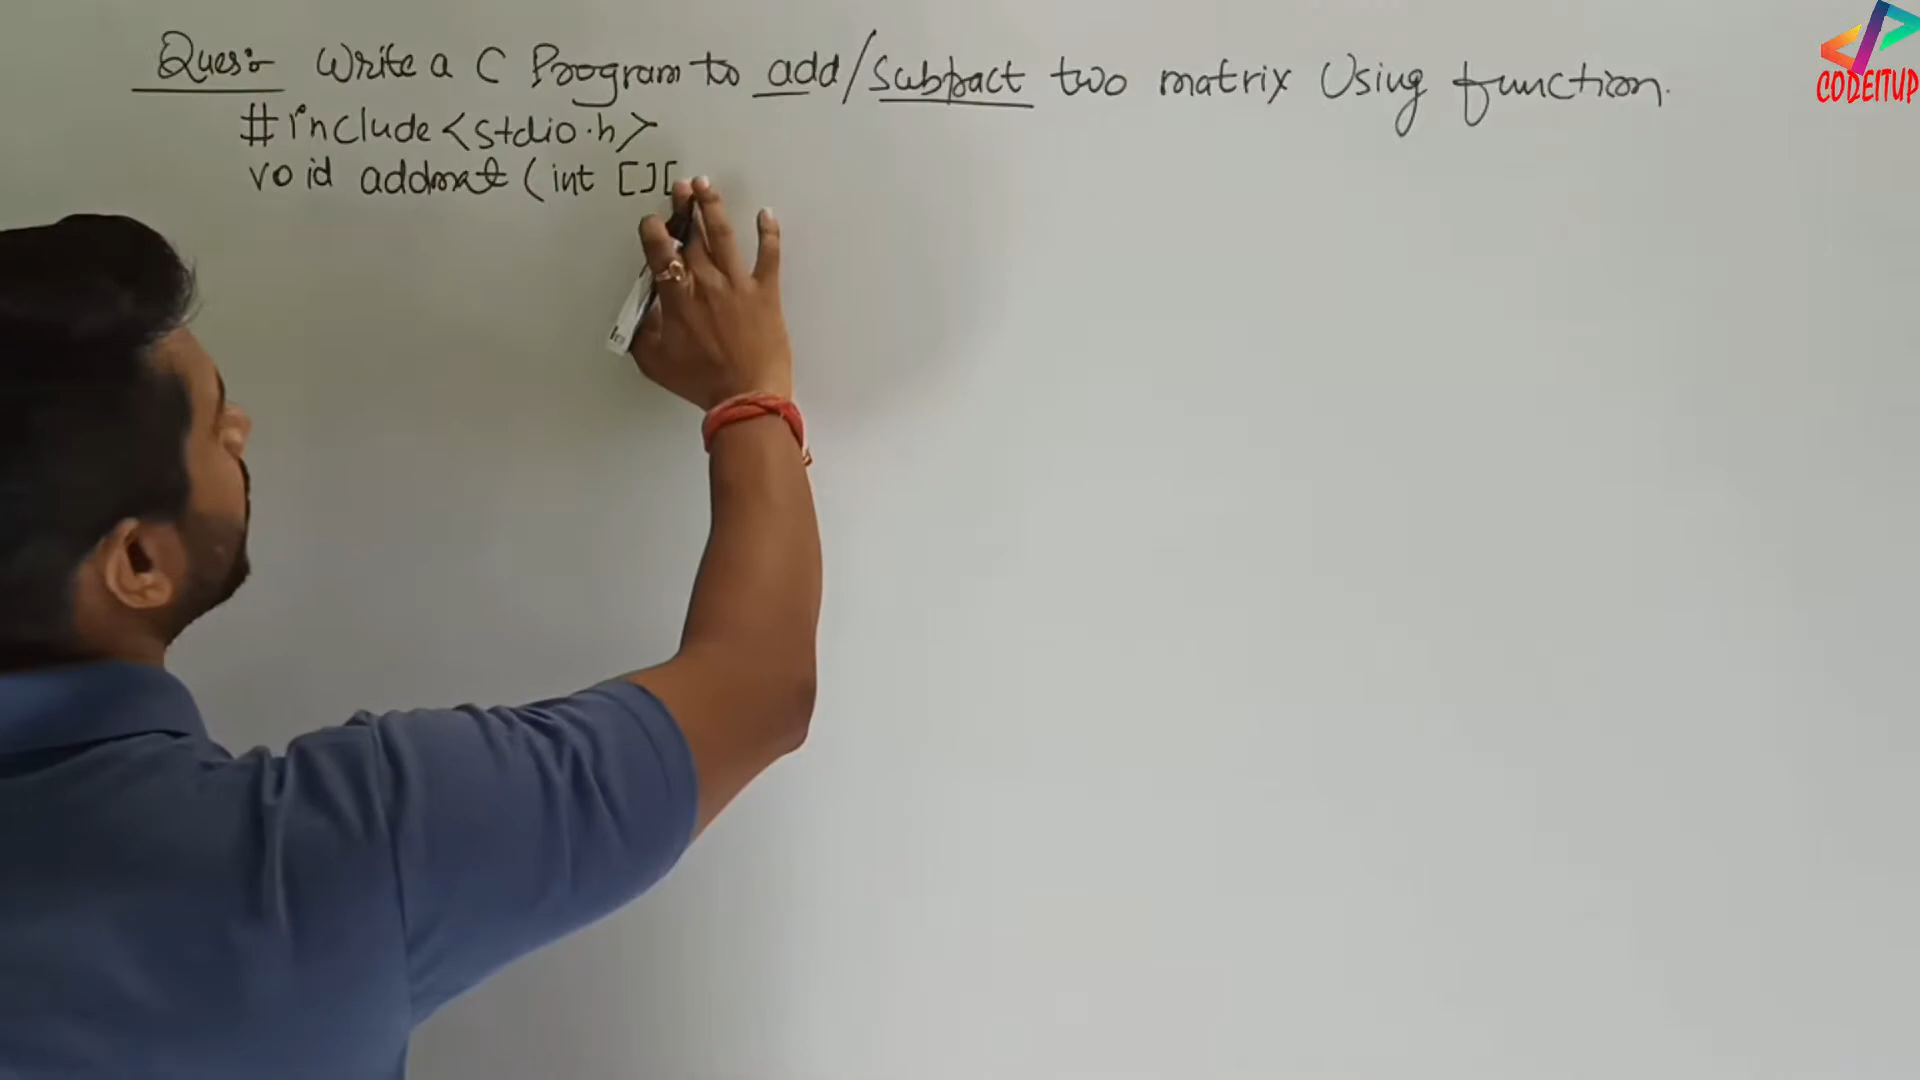 Ques:- Write a C Program to add/Subtract two matrix Using function.
#include<stdio.h>
void addmat (int [][
CODEITUP